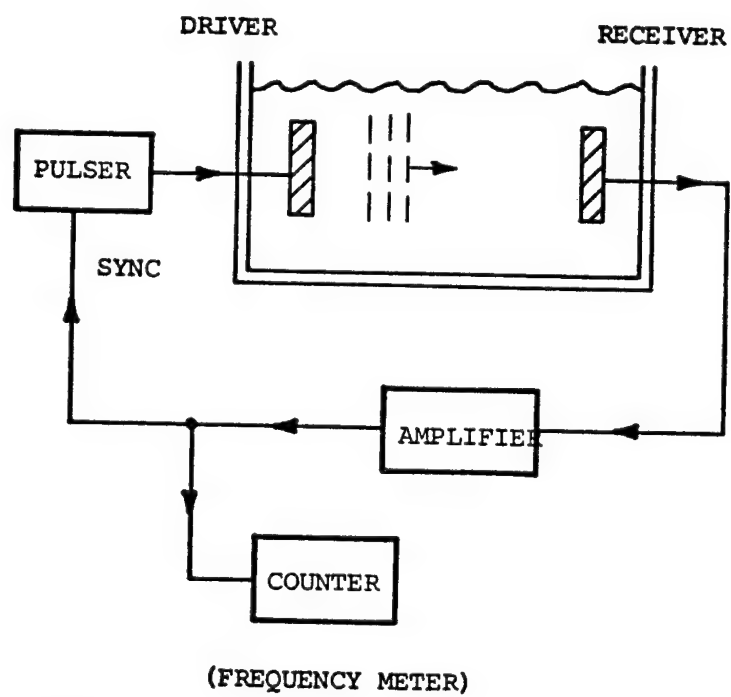 DRIVER
RECEIVER
PULSER
SYNC
AMPLIFIER
COUNTER
(FREQUENCY METER)